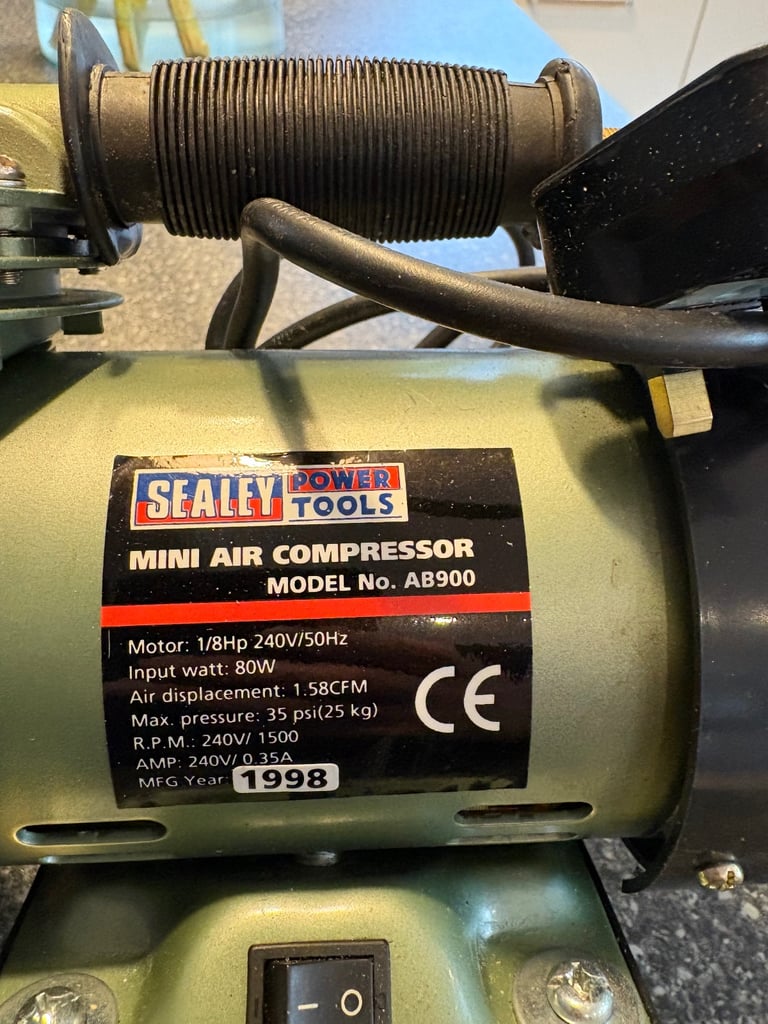 SEALEY POWER TOOLS
MINI AIR COMPRESSOR
MODEL No. AB900
Motor: 1/8Hp 240V/50Hz
Input watt: 80W
Air displacement: 1.58CFM
Max. pressure: 35 psi(25 kg)
R.P.M.: 240V/ 1500
AMP: 240V/ 0.35A
MFG Year: 1998
CE
– O